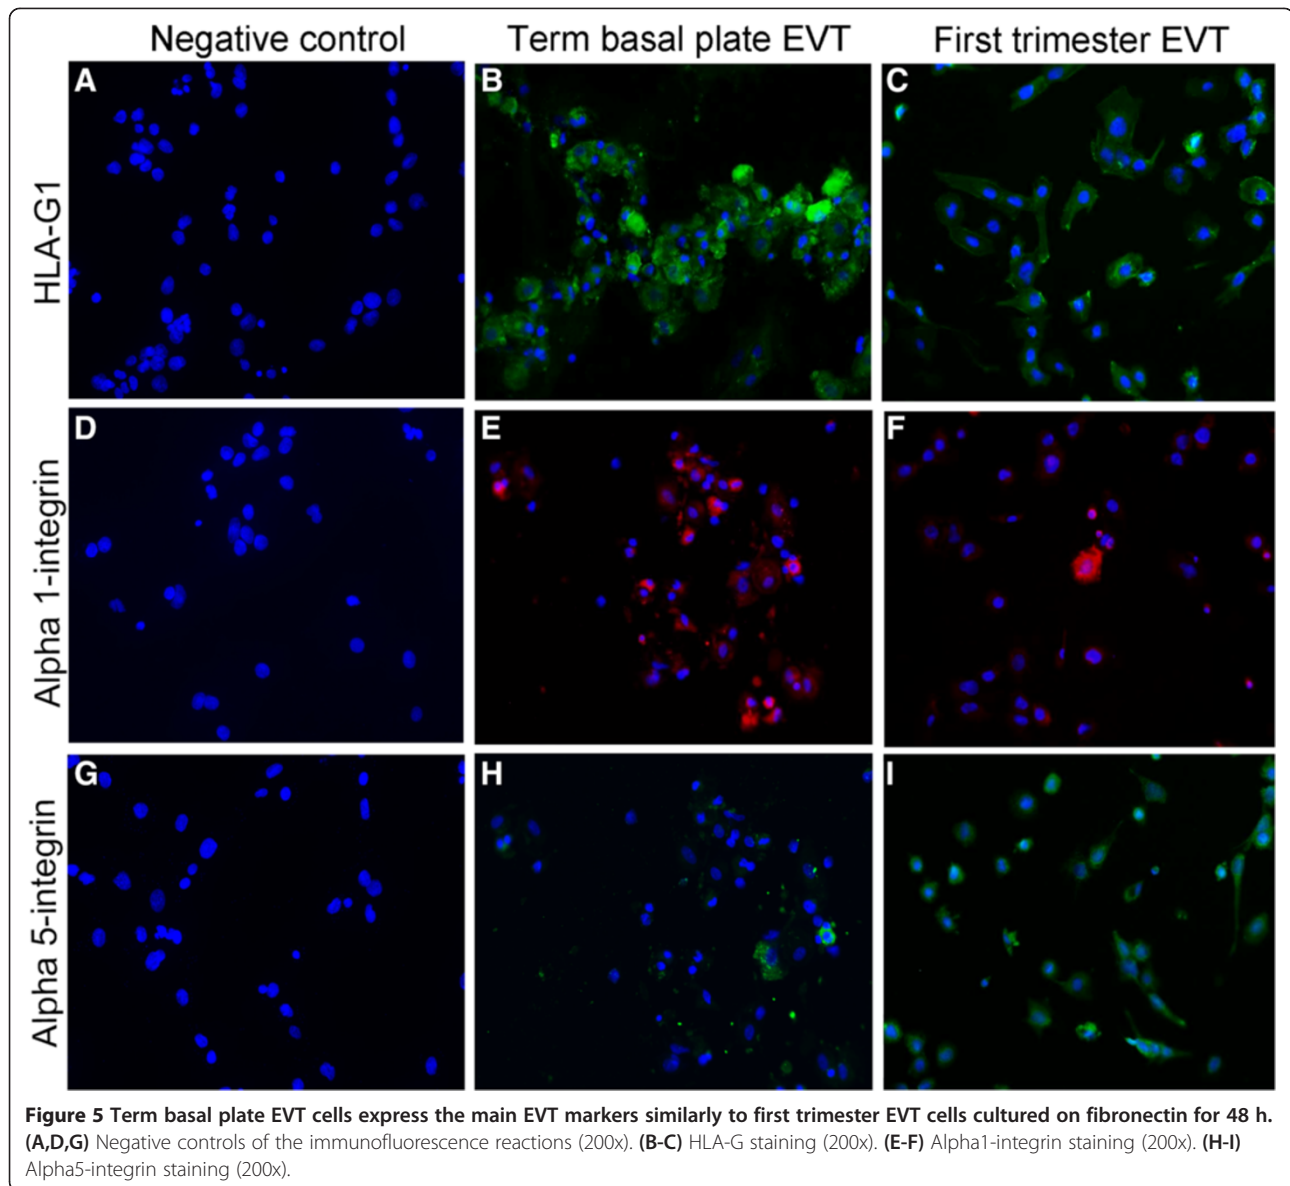 Negative control
Term basal plate EVT
First trimester EVT
HLA-G1
A
B
C
Alpha 1-integrin
D
E
F
Alpha 5-integrin
G
H
I
Figure 5 Term basal plate EVT cells express the main EVT markers similarly to first trimester EVT cells cultured on fibronectin for 48 h.
(A,D,G) Negative controls of the immunofluorescence reactions (200x). (B-C) HLA-G staining (200x). (E-F) Alpha1-integrin staining (200x). (H-I)
Alpha5-integrin staining (200x).